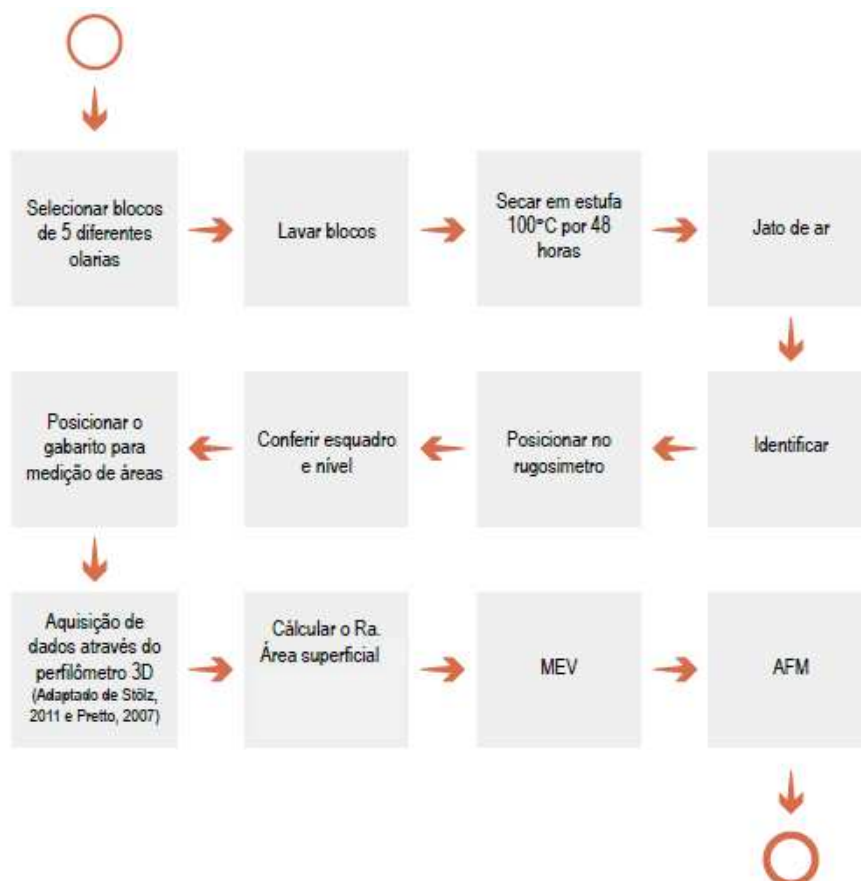 Selecionar blocos
de 5 diferentes
olarias
Lavar blocos
Secar em estufa
100°C por 48
horas
Jato de ar
Identificar
Posicionar no
rugosimetro
Conferir esquadro
e nível
Posicionar o
gabarito para
medição de áreas
Aquisição de
dados através do
perfilômetro 3D
(Adaptado de Stölz,
2011 e Pretto, 2007)
Cálcular o Ra.
Área superficial
MEV
AFM